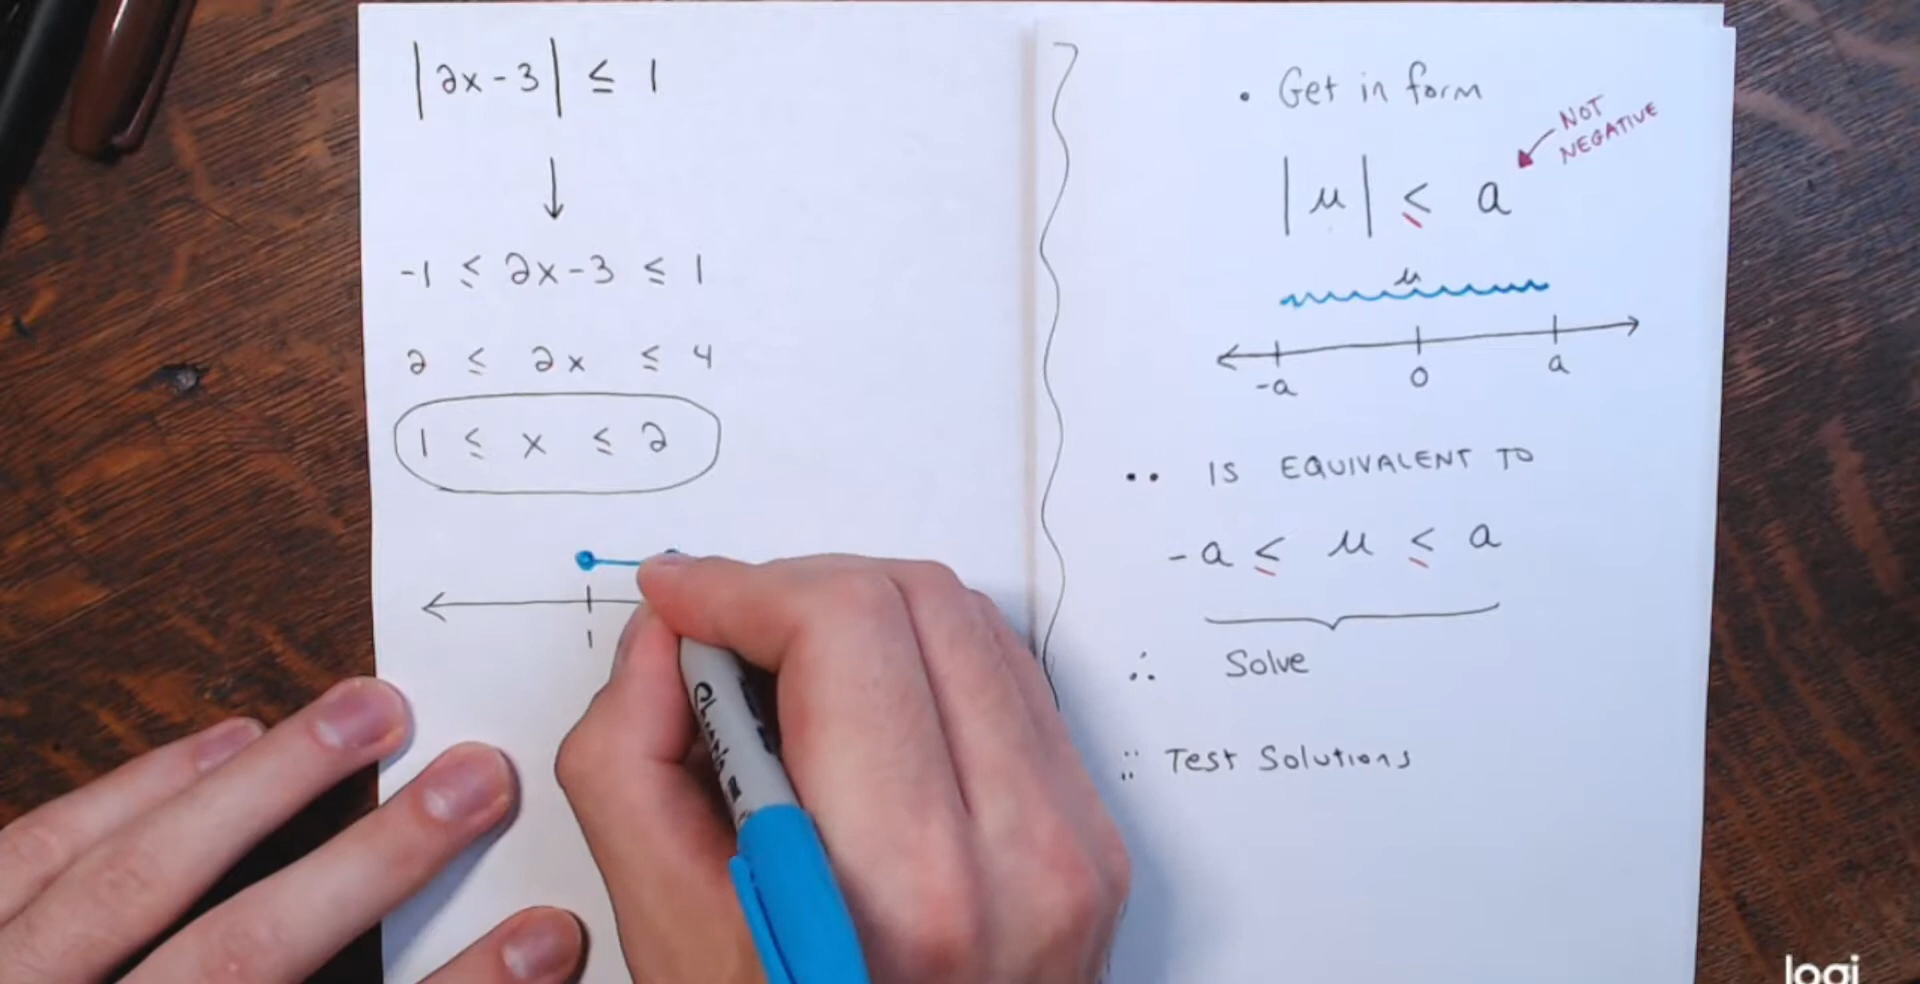 |2x-3| ≤ 1
↓
-1 ≤ 2x-3 ≤ 1
2 ≤ 2x ≤ 4
1 ≤ x ≤ 2
1
• Get in form
NOT
NEGATIVE
|u| ≤ a
u
-a 0 a
•• IS EQUIVALENT TO
-a ≤ u ≤ a
∴ Solve
:: Test Solutions
Sharpie
logi